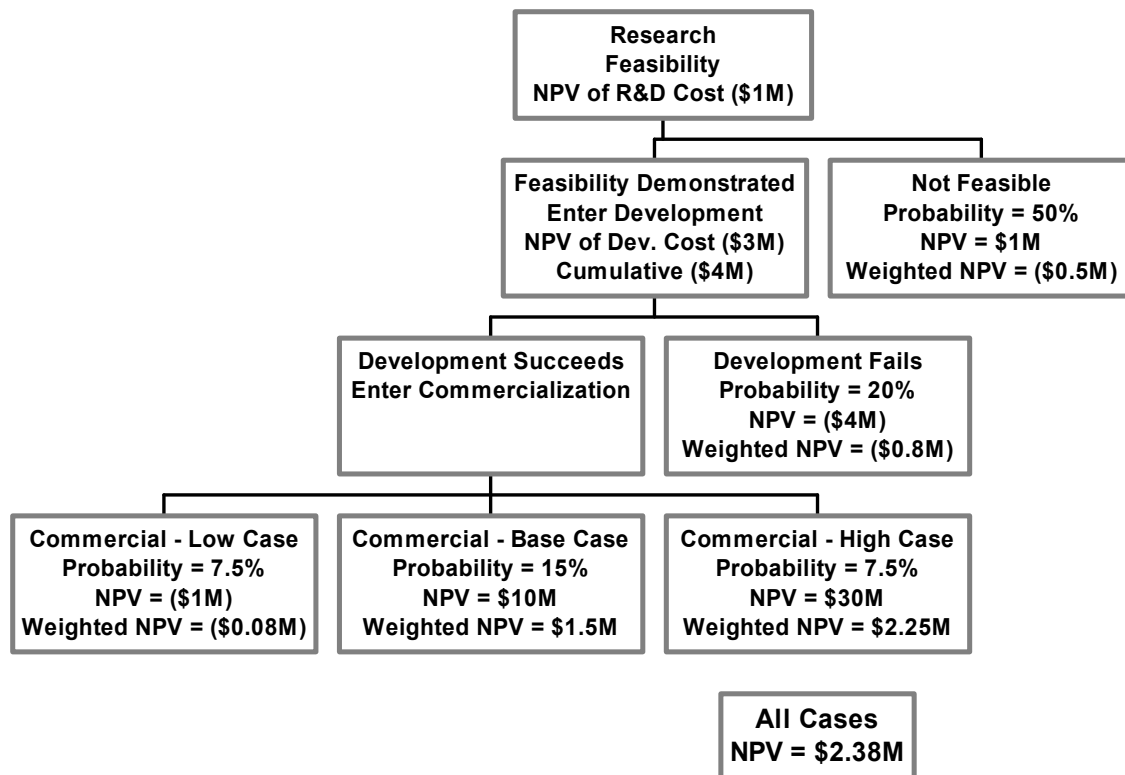 Research
Feasibility
NPV of R&D Cost ($1M)
Feasibility Demonstrated
Enter Development
NPV of Dev. Cost ($3M)
Cumulative ($4M)
Not Feasible
Probability = 50%
NPV = $1M
Weighted NPV = ($0.5M)
Development Succeeds
Enter Commercialization
Development Fails
Probability = 20%
NPV = ($4M)
Weighted NPV = ($0.8M)
Commercial - Low Case
Probability = 7.5%
NPV = ($1M)
Weighted NPV = ($0.08M)
Commercial - Base Case
Probability = 15%
NPV = $10M
Weighted NPV = $1.5M
Commercial - High Case
Probability = 7.5%
NPV = $30M
Weighted NPV = $2.25M
All Cases
NPV = $2.38M